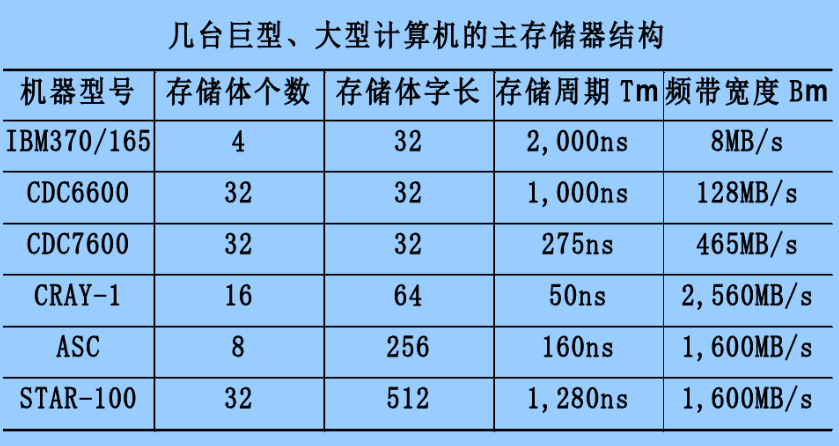 几台巨型、大型计算机的主存储器结构
机器型号 存储体个数 存储体字长 存储周期 Tm 频带宽度 Bm
IBM370/165 4 32 2,000ns 8MB/s
CDC6600 32 32 1,000ns 128MB/s
CDC7600 32 32 275ns 465MB/s
CRAY-1 16 64 50ns 2,560MB/s
ASC 8 256 160ns 1,600MB/s
STAR-100 32 512 1,280ns 1,600MB/s